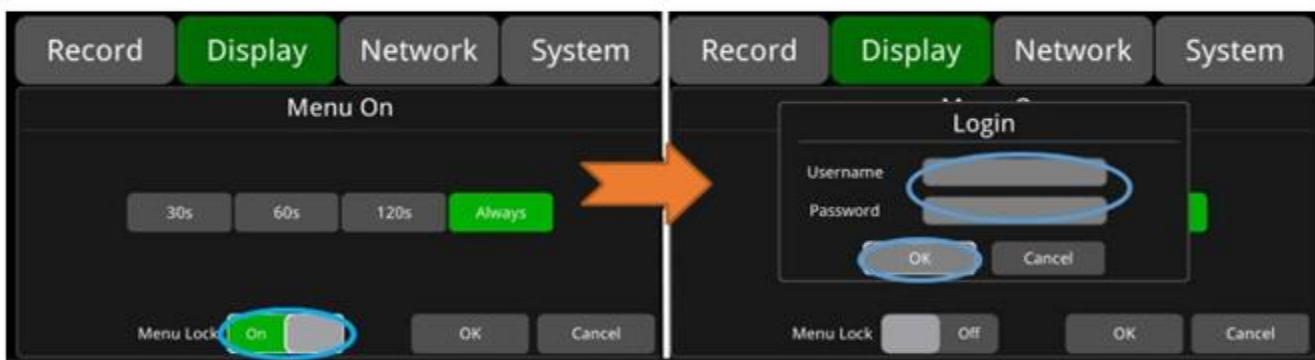 Record Display Network System
Menu On
30s 60s 120s Always
Menu Lock On OK Cancel
Record Display Network System
Login
Username
Password
OK Cancel
Menu Lock Off OK Cancel